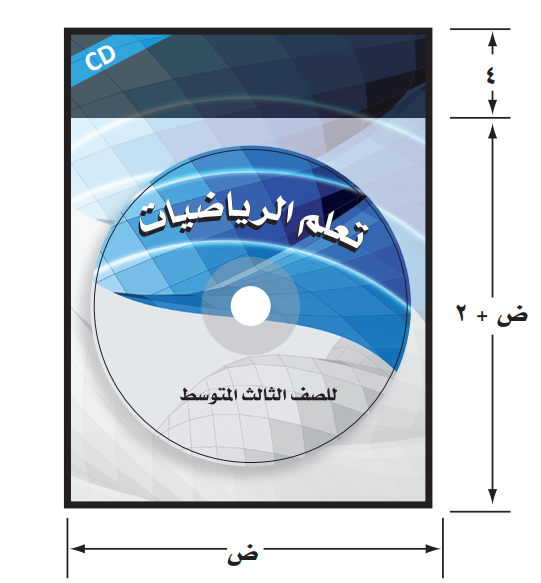 CD
٤
تعلم الرياضيات
ض + ٢
للصف الثالث المتوسط
ض